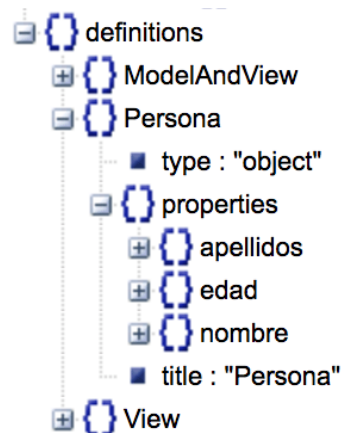 definitions
ModelAndView
Persona
type : "object"
properties
apellidos
edad
nombre
title : "Persona"
View